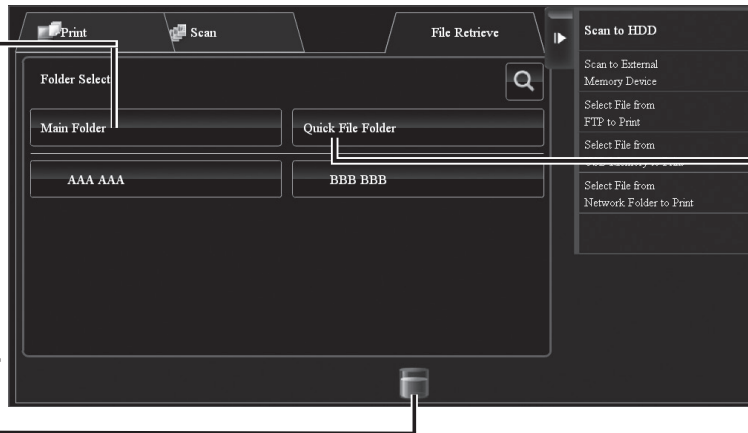 Print
Scan
File Retrieve
Folder Select
Main Folder
Quick File Folder
AAA AAA
BBB BBB
Scan to HDD
Scan to External
Memory Device
Select File from
FTP to Print
Select File from
Select File from
Network Folder to Print